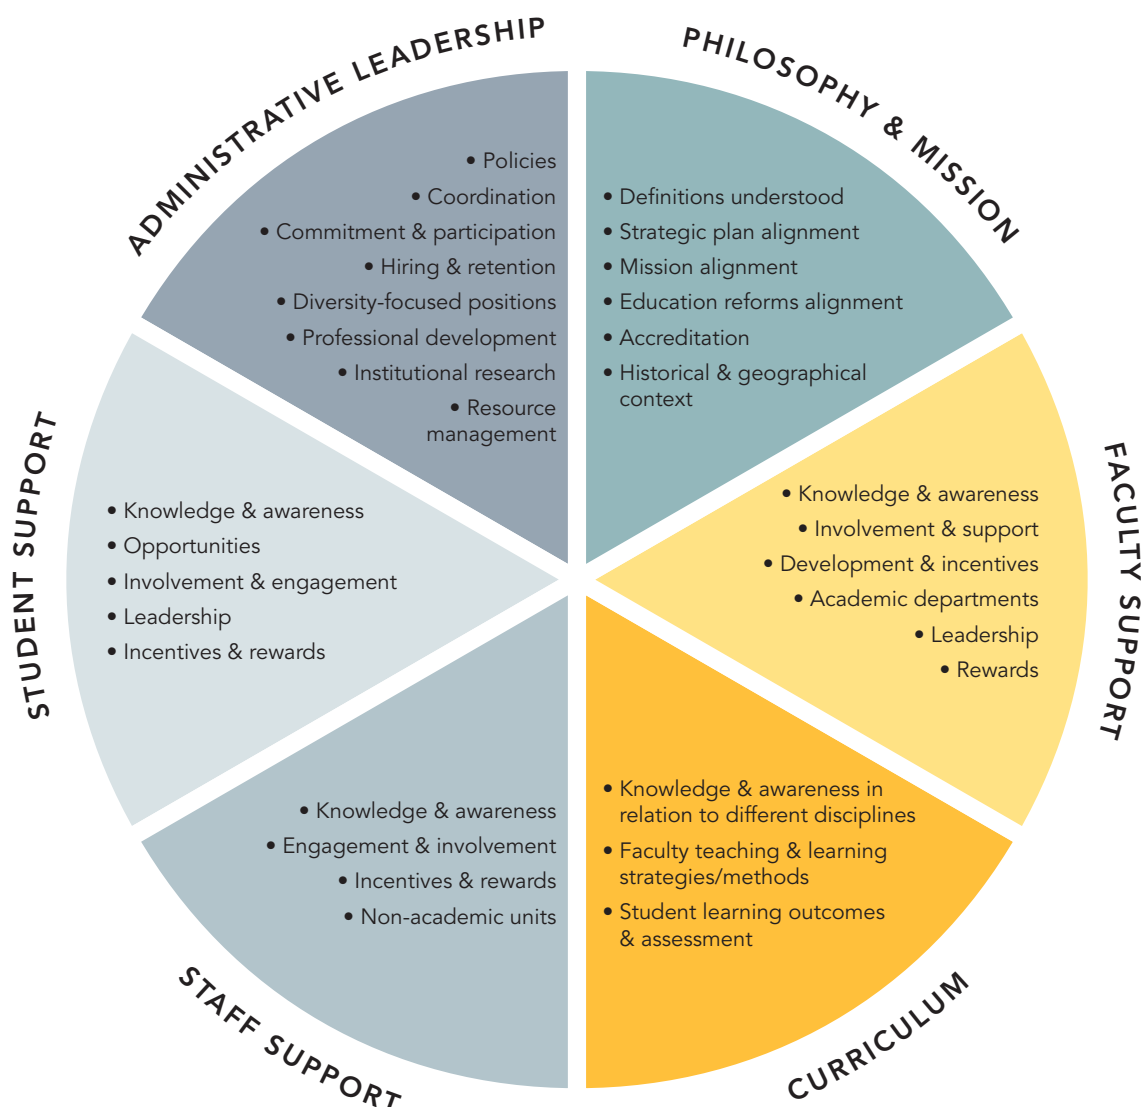 ADMINISTRATIVE LEADERSHIP
• Policies
• Coordination
• Commitment & participation
• Hiring & retention
• Diversity-focused positions
• Professional development
• Institutional research
• Resource
management
PHILOSOPHY & MISSION
• Definitions understood
• Strategic plan alignment
• Mission alignment
• Education reforms alignment
• Accreditation
• Historical & geographical
context
FACULTY SUPPORT
• Knowledge & awareness
• Involvement & support
• Development & incentives
• Academic departments
• Leadership
• Rewards
CURRICULUM
• Knowledge & awareness in
relation to different disciplines
• Faculty teaching & learning
strategies/methods
• Student learning outcomes
& assessment
STAFF SUPPORT
• Knowledge & awareness
• Engagement & involvement
• Incentives & rewards
• Non-academic units
STUDENT SUPPORT
• Knowledge & awareness
• Opportunities
• Involvement & engagement
• Leadership
• Incentives & rewards